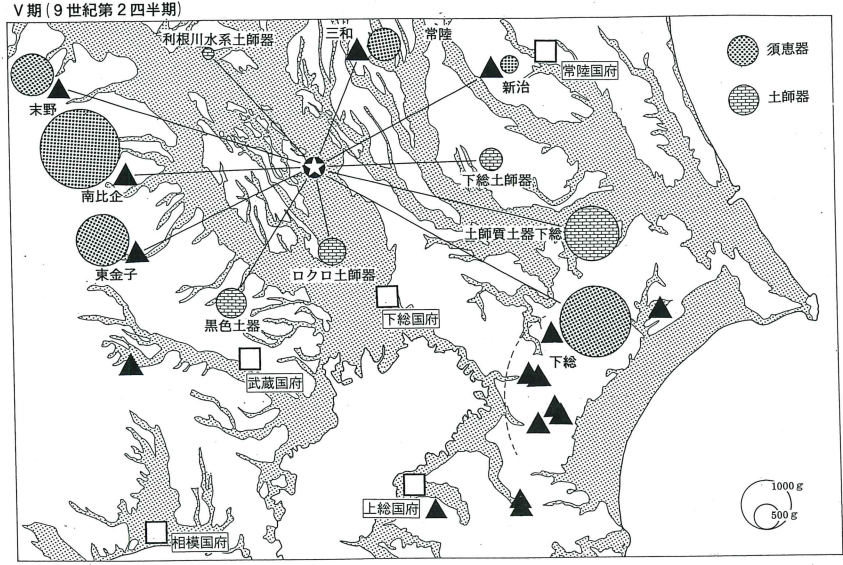 V期(9世紀第2四半期)
利根川水系土師器
三和
常陸
須恵器
常陸国府
新治
末野
土師器
下総土師器
南比企
土師質土器下総
東金子
ロクロ土師器
黒色土器
下総国府
下総
武蔵国府
上総国府
1000g
500g
相模国府